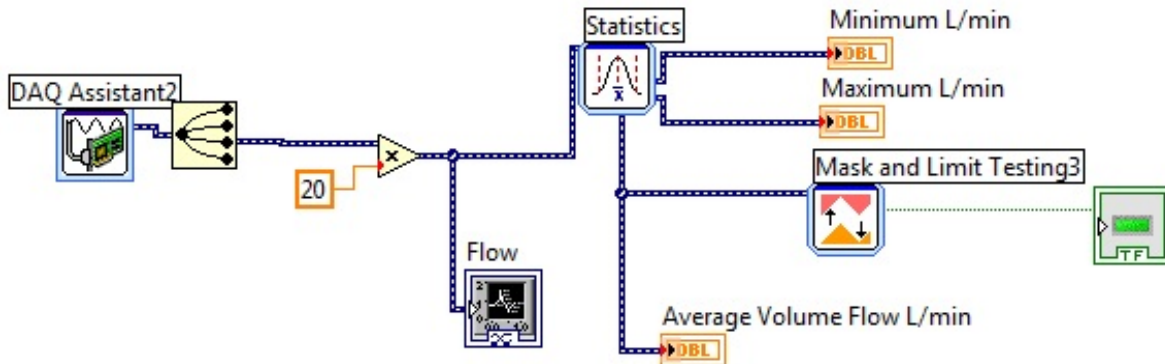 Statistics
Minimum L/min
DBL
DAQ Assistant2
Maximum L/min
DBL
20
Mask and Limit Testing3
TF
Flow
Average Volume Flow L/min
DBL